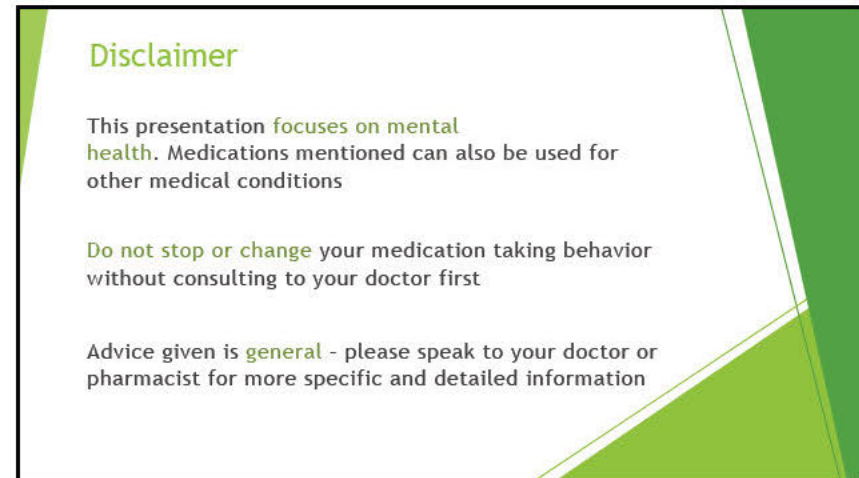 Disclaimer
This presentation focuses on mental
health. Medications mentioned can also be used for
other medical conditions
Do not stop or change your medication taking behavior
without consulting to your doctor first
Advice given is general – please speak to your doctor or
pharmacist for more specific and detailed information